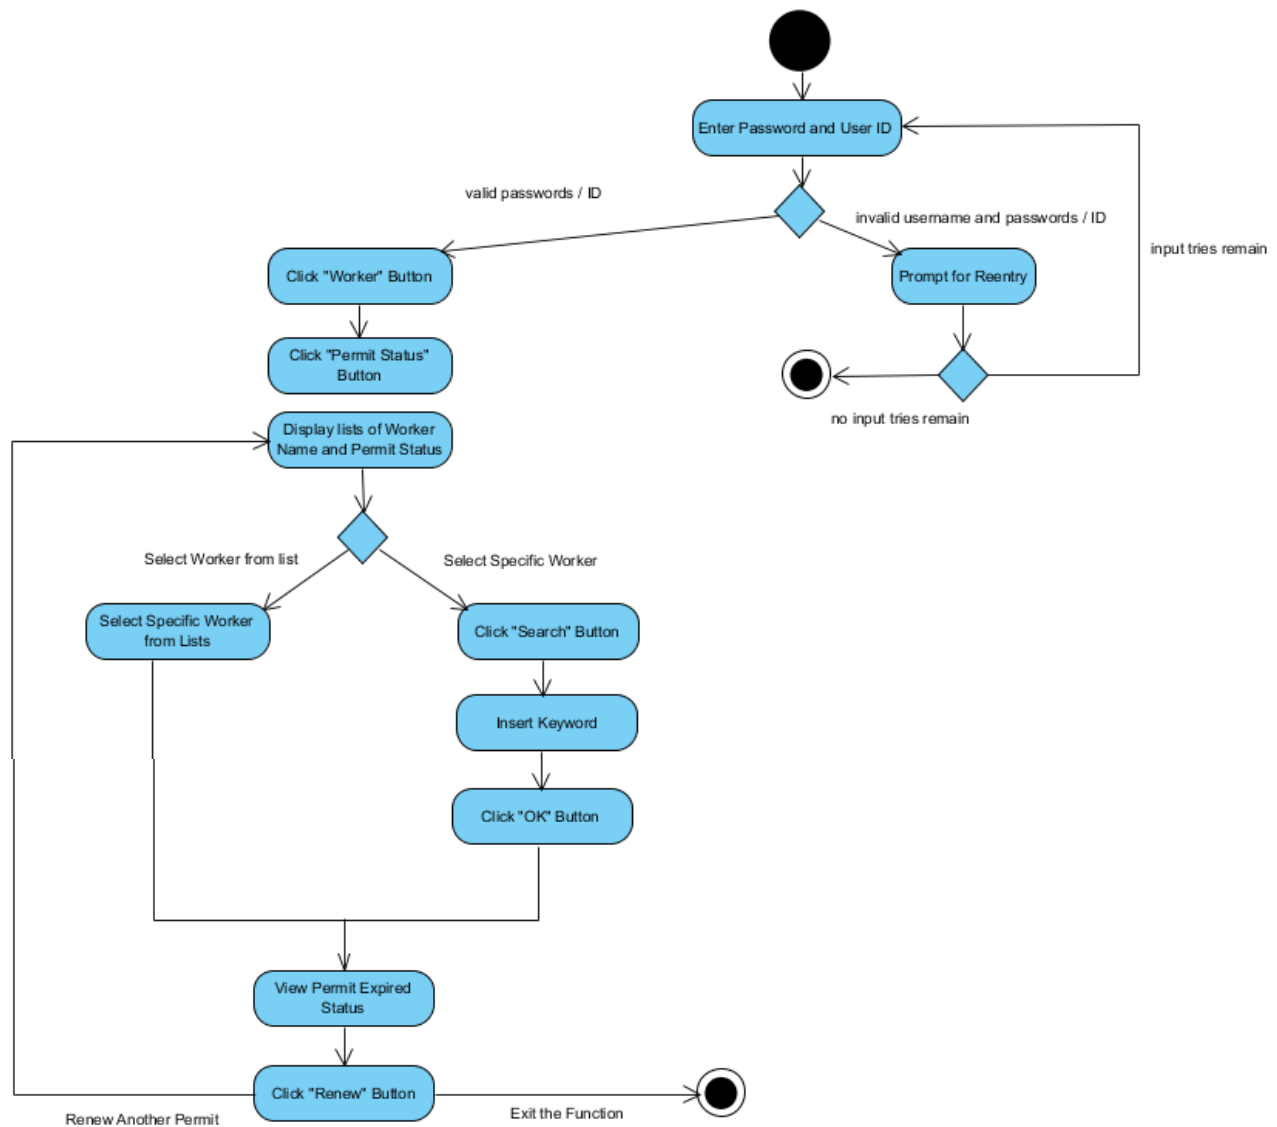 Enter Password and User ID
valid passwords / ID
invalid username and passwords / ID
input tries remain
Click "Worker" Button
Prompt for Reentry
Click "Permit Status"
Button
no input tries remain
Display lists of Worker
Name and Permit Status
Select Worker from list
Select Specific Worker
Select Specific Worker
from Lists
Click "Search" Button
Insert Keyword
Click "OK" Button
View Permit Expired
Status
Click "Renew" Button
Renew Another Permit
Exit the Function